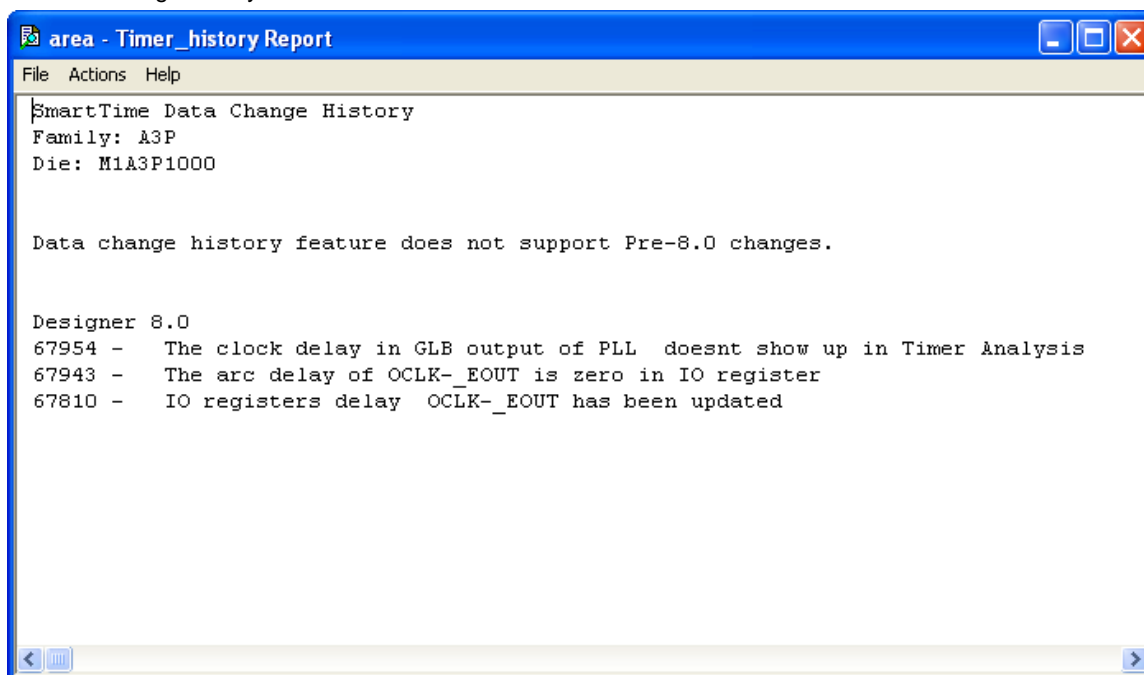 area - Timer_history Report
File Actions Help
SmartTime Data Change History
Family: A3P
Die: M1A3P1000
Data change history feature does not support Pre-8.0 changes.
Designer 8.0
67954 - The clock delay in GLB output of PLL doesnt show up in Timer Analysis
67943 - The arc delay of OCLK-_EOUT is zero in IO register
67810 - IO registers delay OCLK-_EOUT has been updated